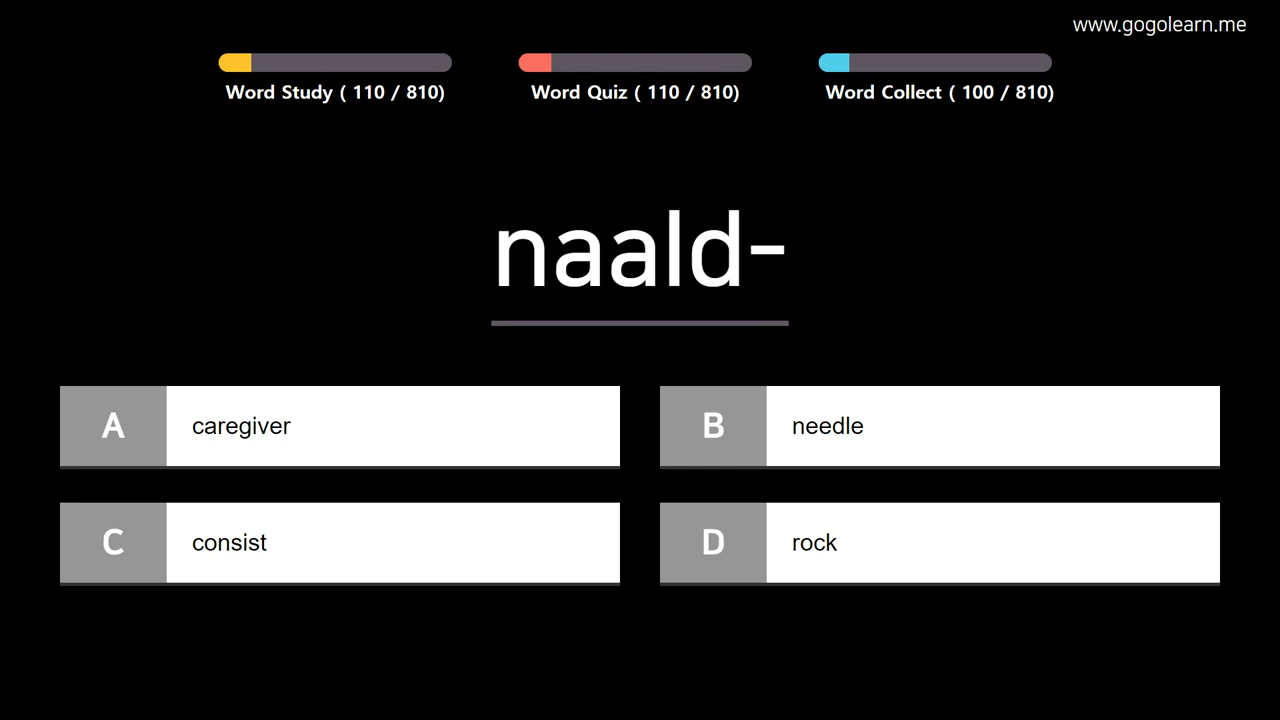 www.gogolearn.me
Word Study ( 110 / 810)
Word Quiz ( 110 / 810)
Word Collect ( 100 / 810)
naald-
A caregiver
B needle
C consist
D rock